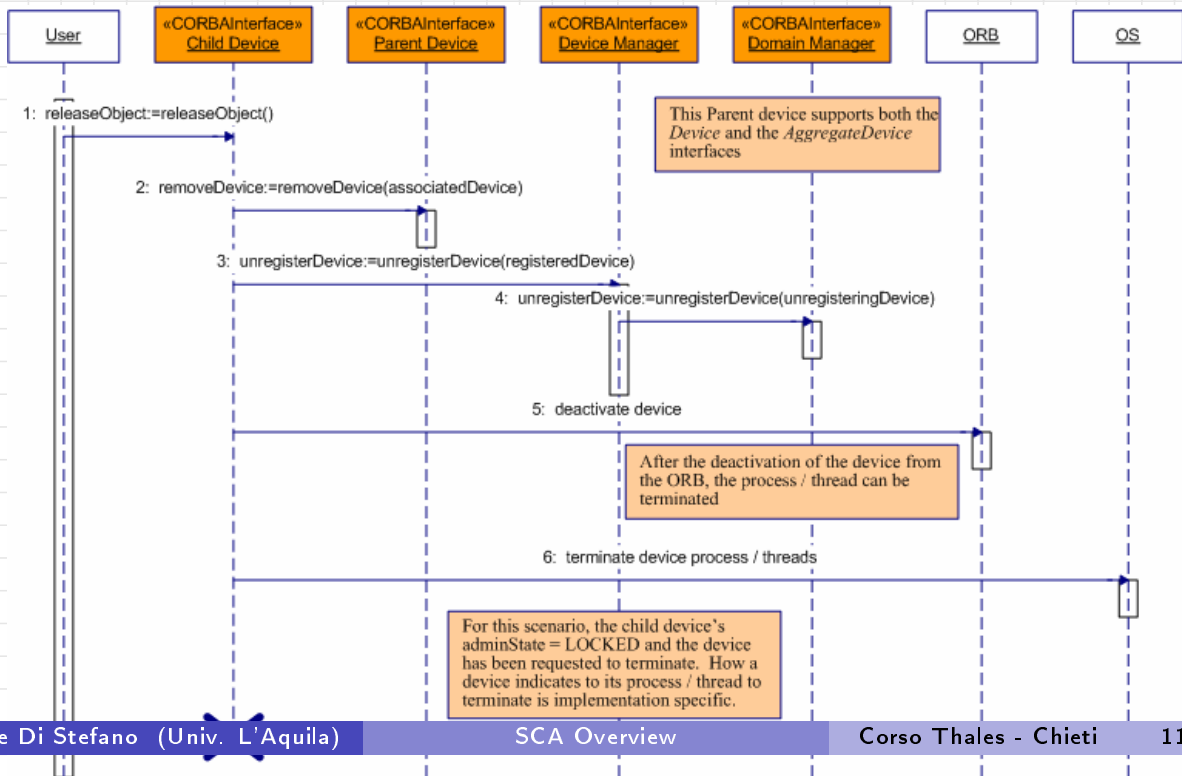 User
«CORBAInterface»
Child Device
«CORBAInterface»
Parent Device
«CORBAInterface»
Device Manager
«CORBAInterface»
Domain Manager
ORB
OS
1: releaseObject:=releaseObject()
This Parent device supports both the
Device and the AggregateDevice
interfaces
2: removeDevice:=removeDevice(associatedDevice)
3: unregisterDevice:=unregisterDevice(registeredDevice)
4: unregisterDevice:=unregisterDevice(unregisteringDevice)
5: deactivate device
After the deactivation of the device from
the ORB, the process / thread can be
terminated
6: terminate device process / threads
For this scenario, the child device's
adminState = LOCKED and the device
has been requested to terminate. How a
device indicates to its process / thread to
terminate is implementation specific.
e Di Stefano (Univ. L'Aquila)
SCA Overview
Corso Thales - Chieti
11